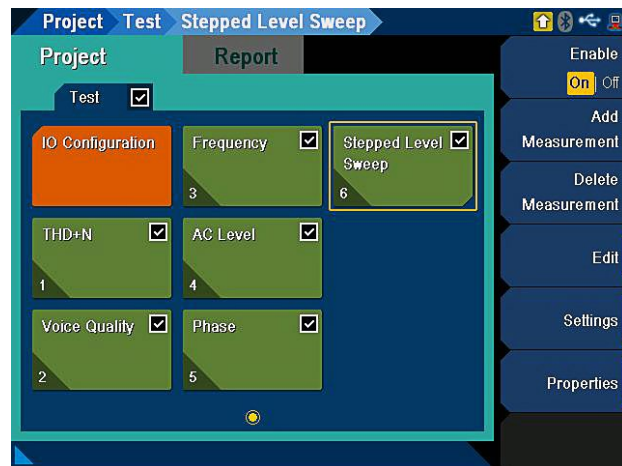 Project Test Stepped Level Sweep
Project Report
Test
IO Configuration
Frequency
3
Stepped Level
Sweep
6
THD+N
1
AC Level
4
Voice Quality
2
Phase
5
Enable
On | Off
Add
Measurement
Delete
Measurement
Edit
Settings
Properties